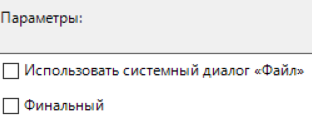 Параметры:
Использовать системный диалог «Файл»
Финальный